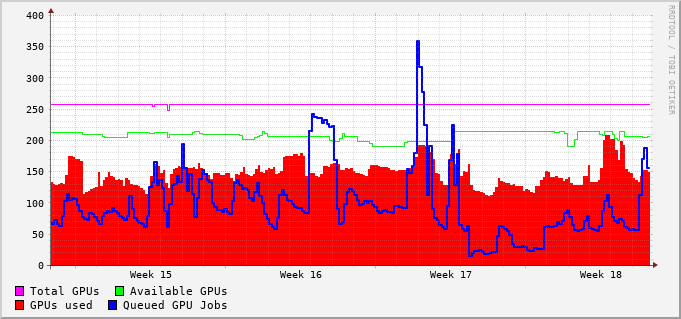 400
350
300
250
200
150
100
50
0
Week 15 Week 16 Week 17 Week 18
Total GPUs Available GPUs
GPUs used Queued GPU Jobs
RRDTOOL / TOBI OETIKER